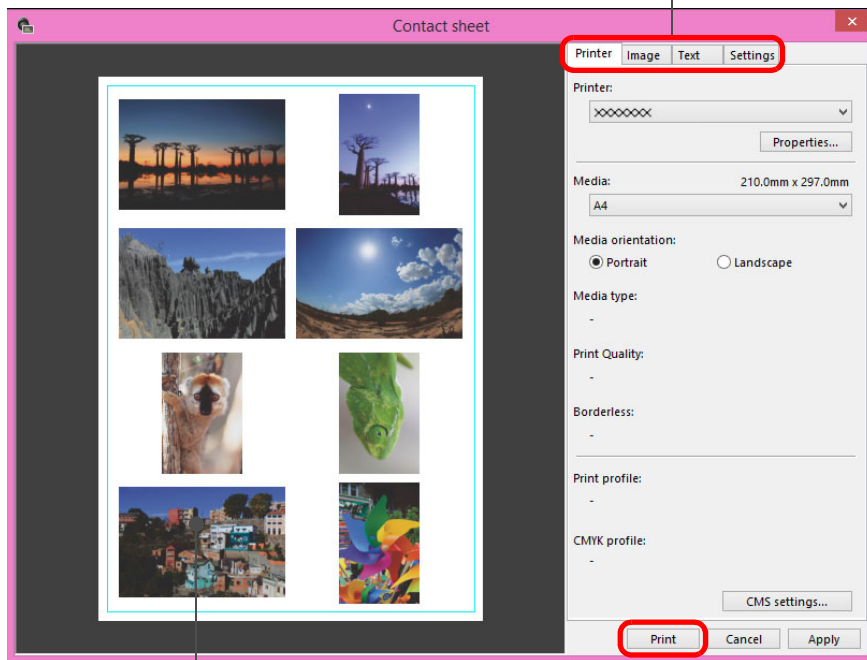 Contact sheet
Printer Image Text Settings
Printer:
XXXXXXX
Properties...
Media: 210.0mm x 297.0mm
A4
Media orientation:
Portrait Landscape
Media type:
-
Print Quality:
-
Borderless:
-
Print profile:
-
CMYK profile:
-
CMS settings...
Print Cancel Apply